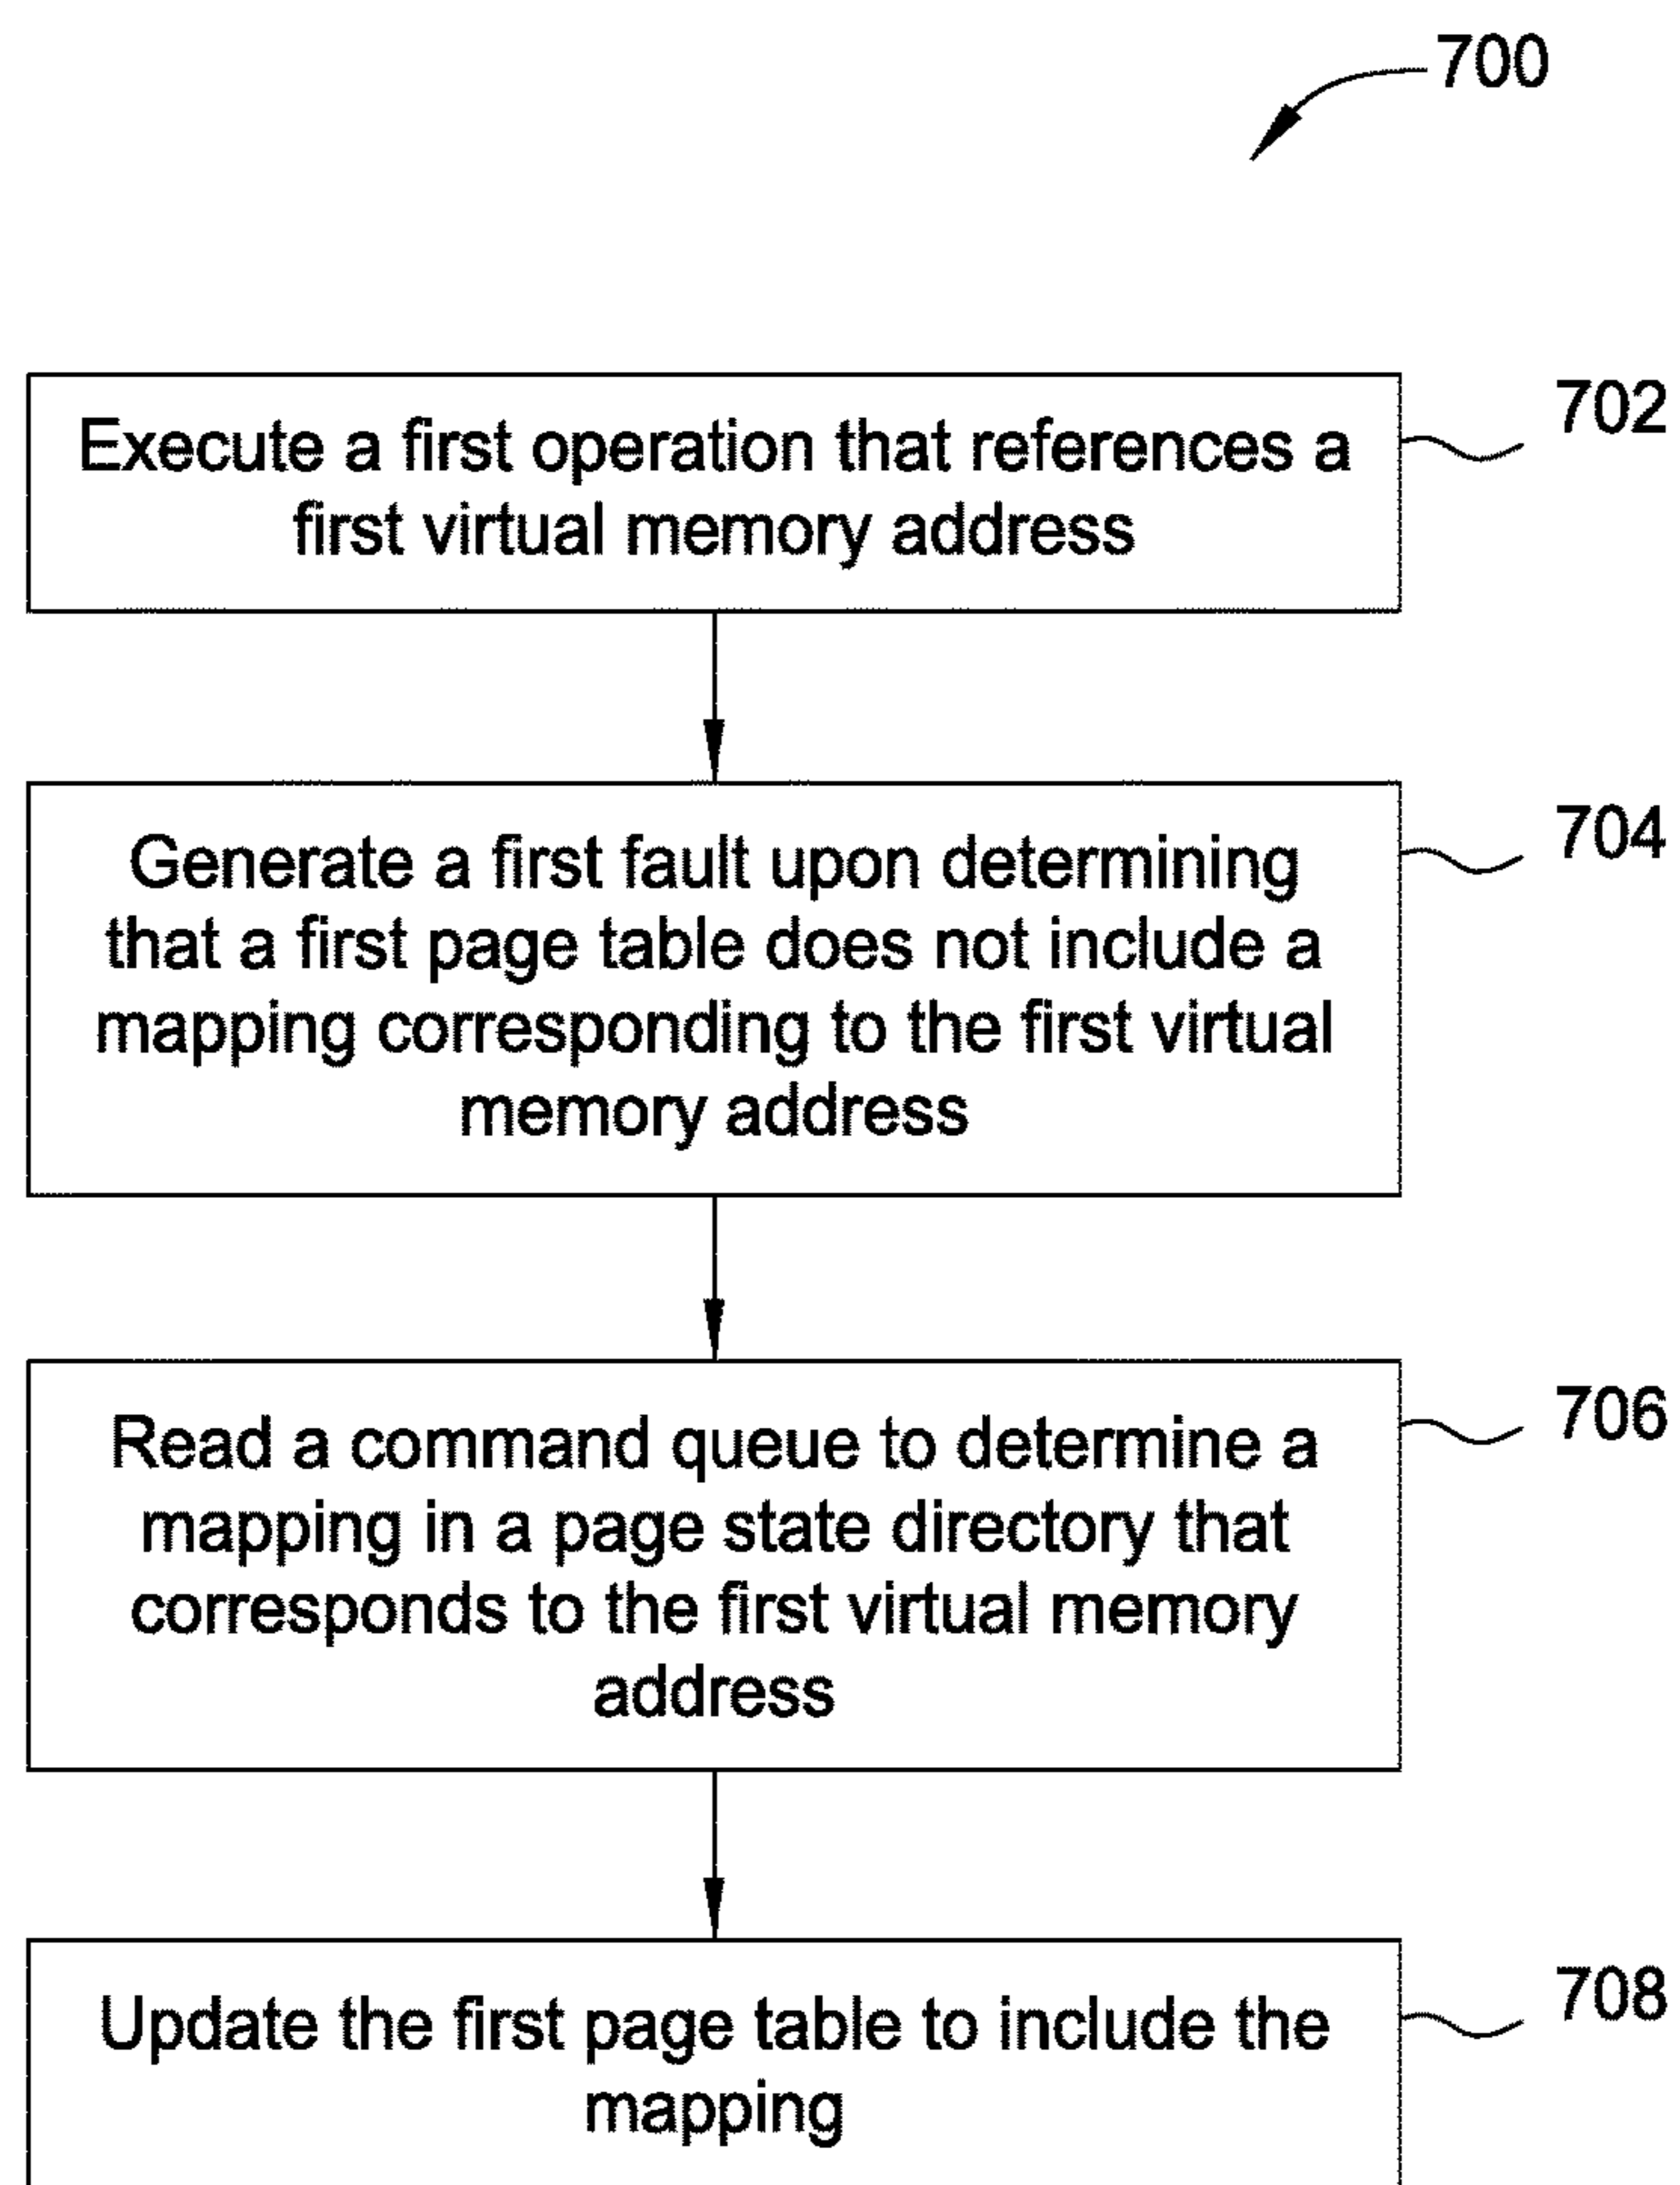 700
Execute a first operation that references a
first virtual memory address
702
Generate a first fault upon determining
that a first page table does not include a
mapping corresponding to the first virtual
memory address
704
Read a command queue to determine a
mapping in a page state directory that
corresponds to the first virtual memory
address
706
Update the first page table to include the
mapping
708